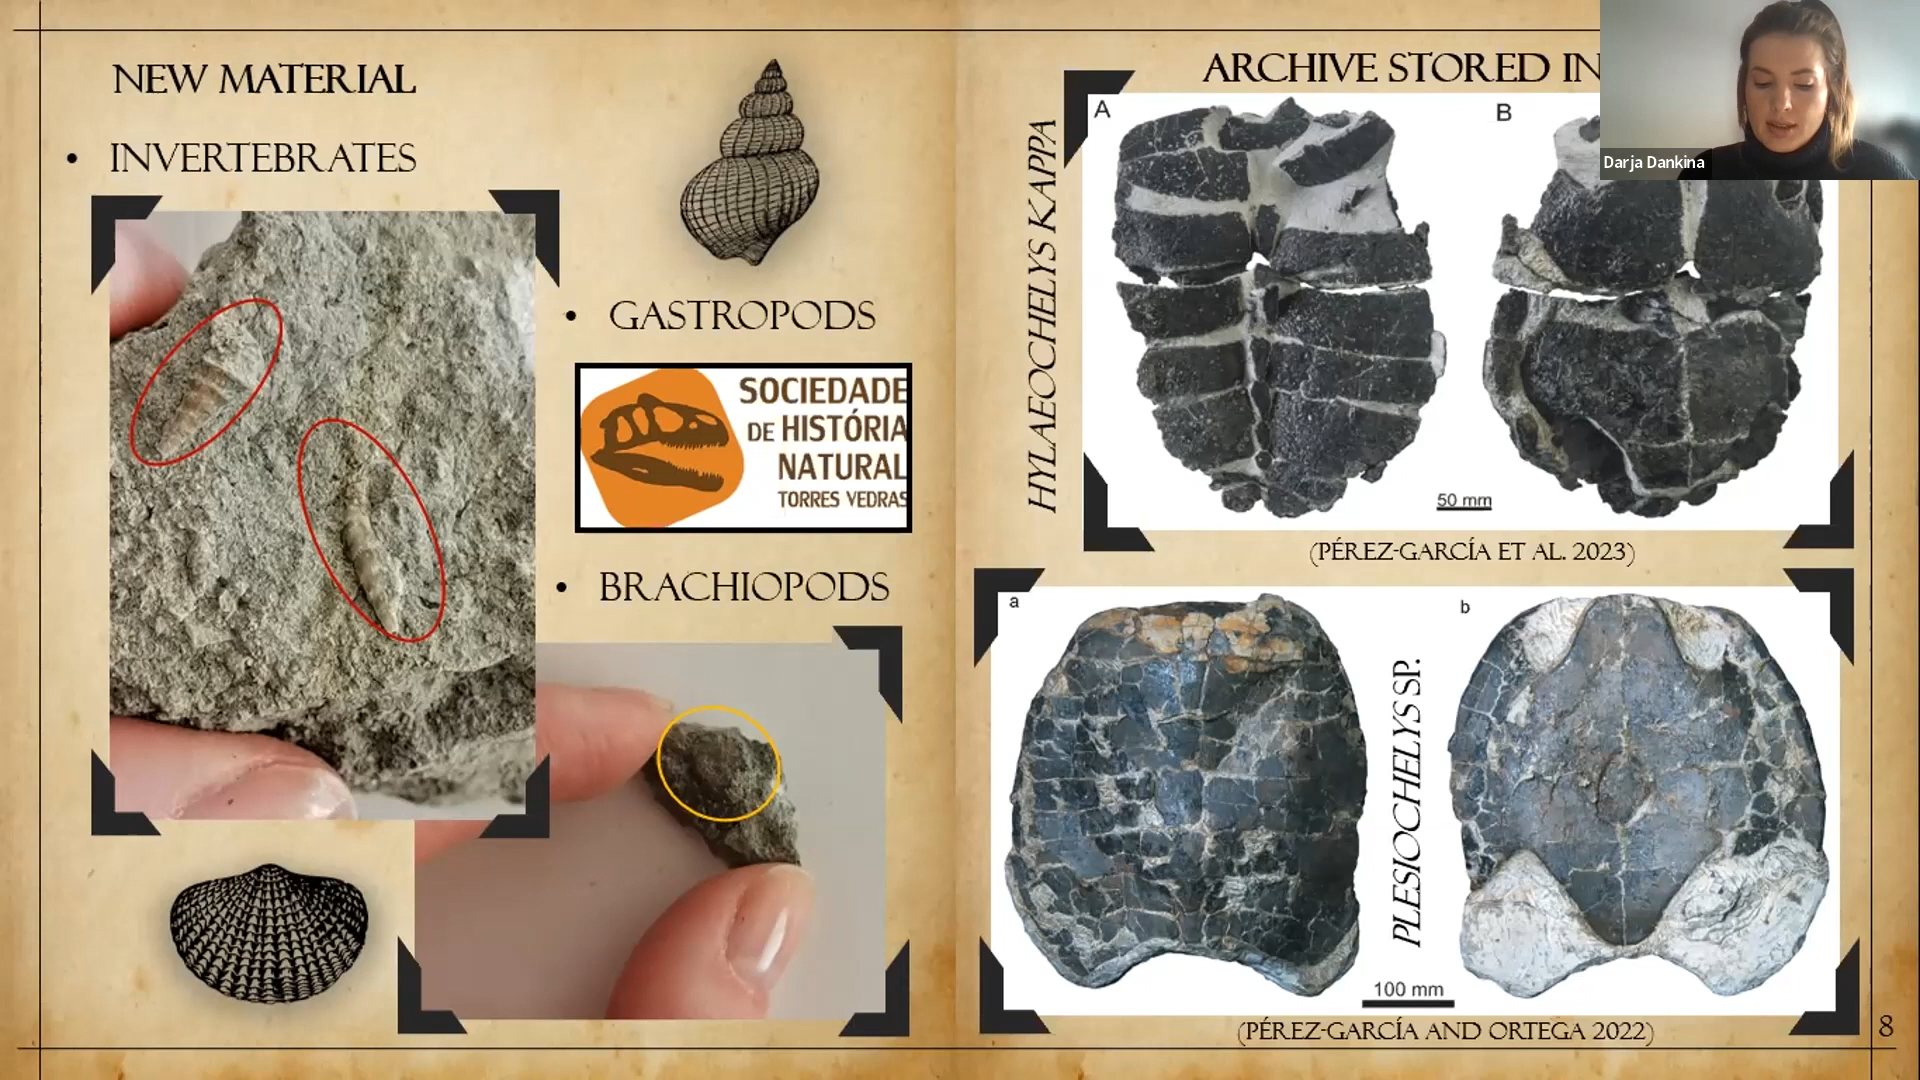 NEW MATERIAL
• INVERTEBRATES
• GASTROPODS
SOCIEDADE
DE HISTÓRIA
NATURAL
TORRES VEDRAS
• BRACHIOPODS
ARCHIVE STORED IN
A
B
HYLAEOCHELYS KAPPA
50 mm
(PÉREZ-GARCÍA ET AL. 2023)
a
b
PLESIOCHELYS SP.
100 mm
(PÉREZ-GARCÍA AND ORTEGA 2022)
8
Darja Dankina